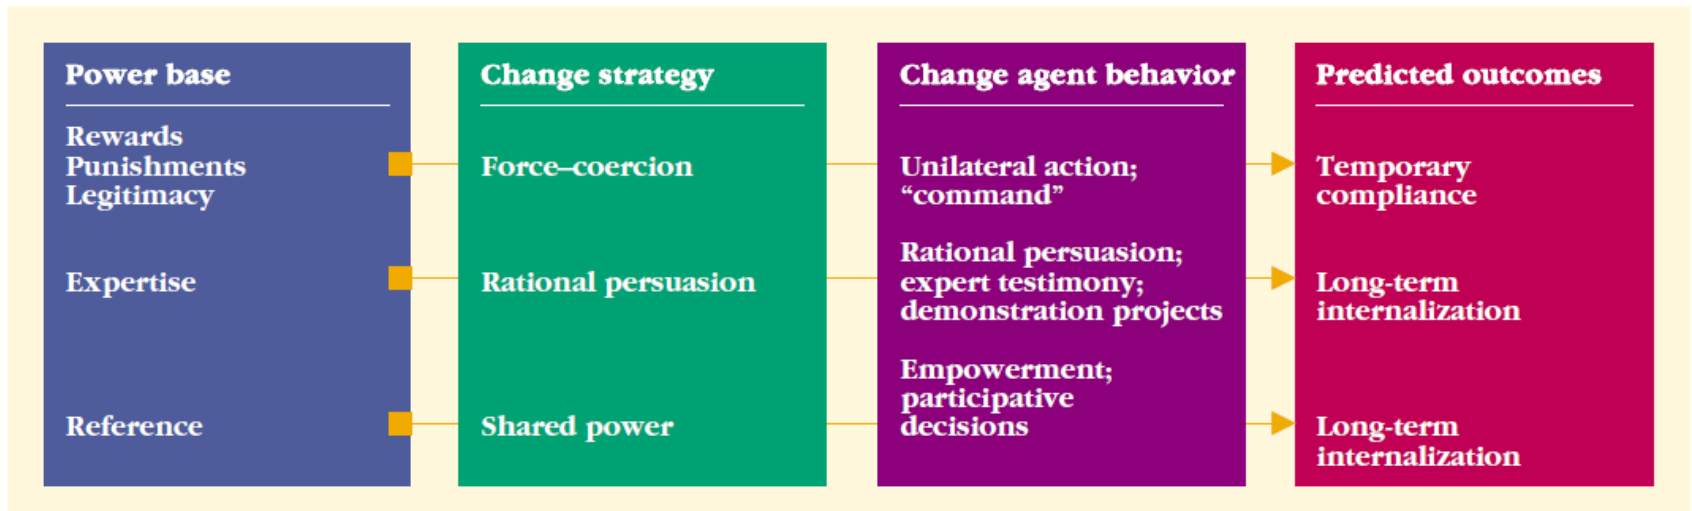 Power base
Rewards
Punishments
Legitimacy
Expertise
Reference
Change strategy
Force–coercion
Rational persuasion
Shared power
Change agent behavior
Unilateral action;
“command”
Rational persuasion;
expert testimony;
demonstration projects
Empowerment;
participative
decisions
Predicted outcomes
Temporary
compliance
Long-term
internalization
Long-term
internalization